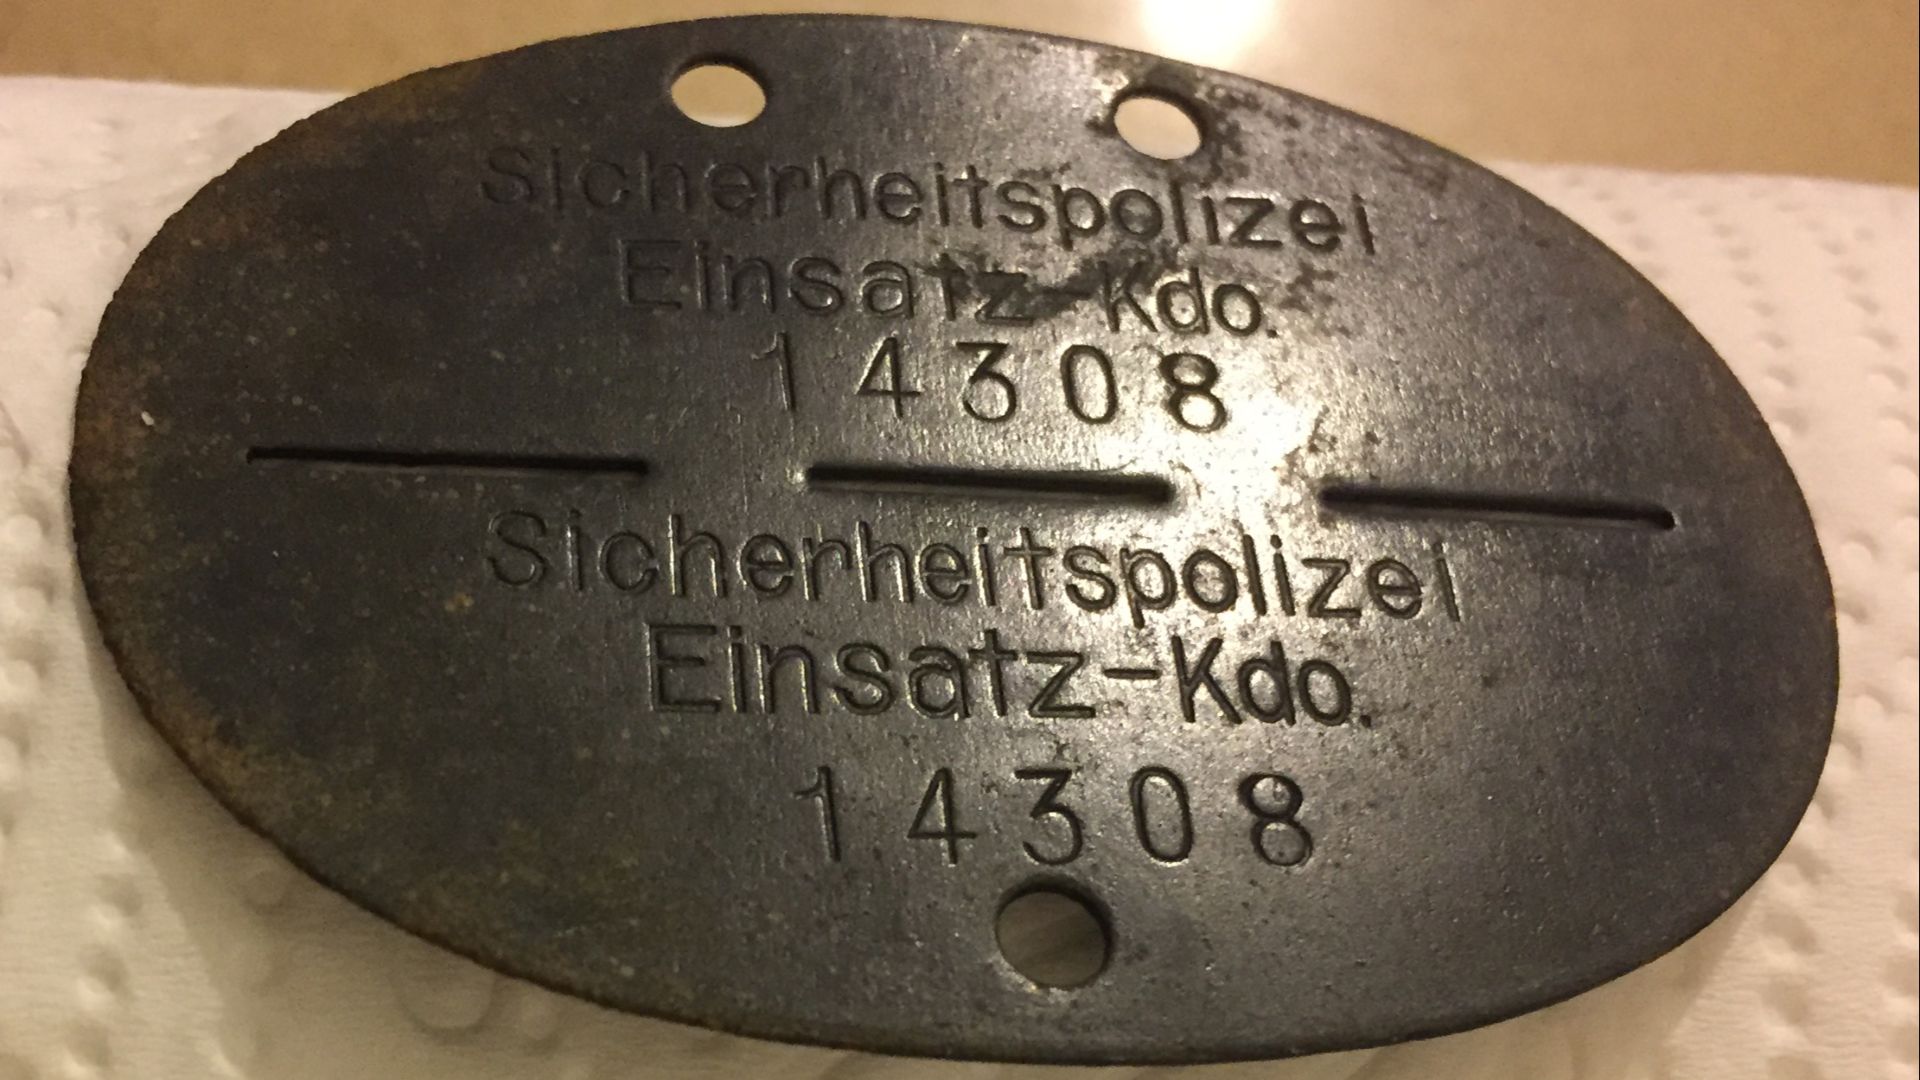 Sicherheitspolizei
Einsatz-Kdo.
14308
Sicherheitspolizei
Einsatz-Kdo.
14308